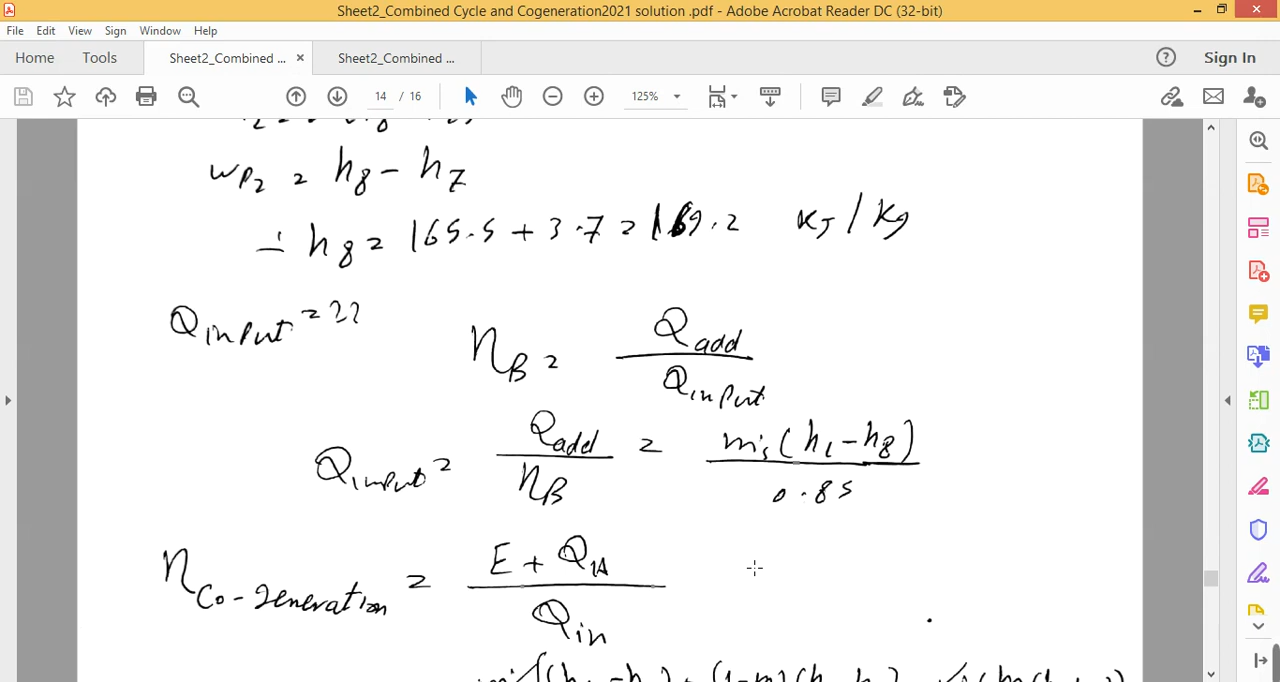 Sheet2_Combined Cycle and Cogeneration2021 solution .pdf - Adobe Acrobat Reader DC (32-bit)
File Edit View Sign Window Help
Home Tools Sheet2_Combined ... × Sheet2_Combined ... Sign In
14 / 16 125%
wp2 = h8 - h7
∴ h8 = 165.5 + 3.7 = 169.2 KJ/Kg
Qinput = ??
ηB = Qadd / Qinput
Qinput = Qadd / ηB = ms (h1 - h8) / 0.85
ηCo-generation = E + QH / Qin